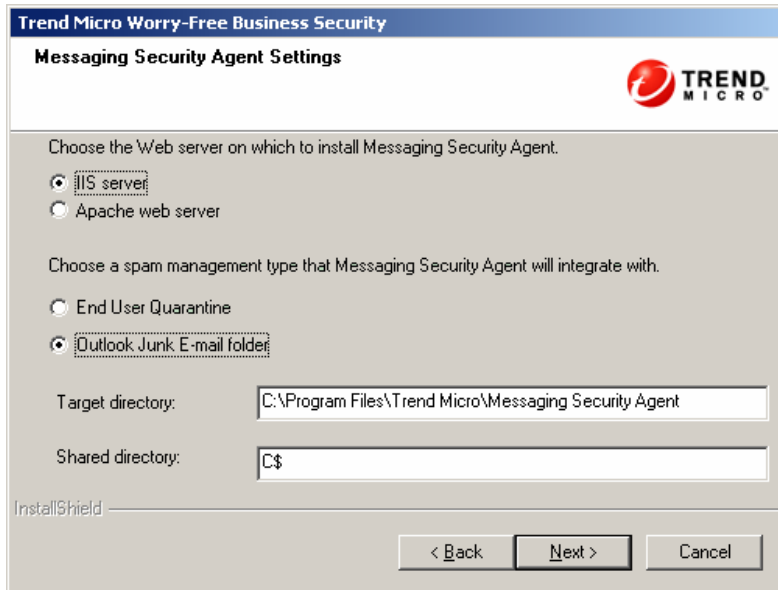 Trend Micro Worry-Free Business Security
Messaging Security Agent Settings
TREND
MICRO™
Choose the Web server on which to install Messaging Security Agent.
IIS server
Apache web server
Choose a spam management type that Messaging Security Agent will integrate with.
End User Quarantine
Outlook Junk E-mail folder
Target directory: C:\Program Files\Trend Micro\Messaging Security Agent
Shared directory: C$
InstallShield
< Back Next > Cancel